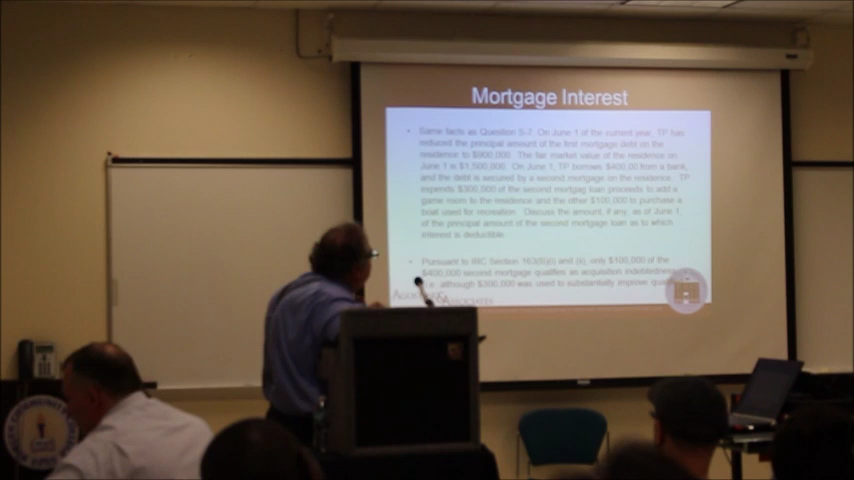 Mortgage Interest
• Same facts as Question 5-7. On June 1 of the current year, TP has
reduced the principal amount of the first mortgage debt on the
residence to $900,000. The fair market value of the residence on
June 1 is $1,500,000. On June 1, TP borrows $400,00 from a bank,
and the debt is secured by a second mortgage on the residence. TP
expends $300,000 of the second mortgag loan proceeds to add a
game room to the residence and the other $100,000 to purchase a
boat used for recreation. Discuss the amount, if any, as of June 1,
of the principal amount of the second mortgage loan as to which
interest is deductible.
• Pursuant to IRC Section and (ii), only $100,000 of the
$400,000 second mortgage qualifies as acquisition indebtedness
i.e. although $300,000 was used to substantially improve
Associates